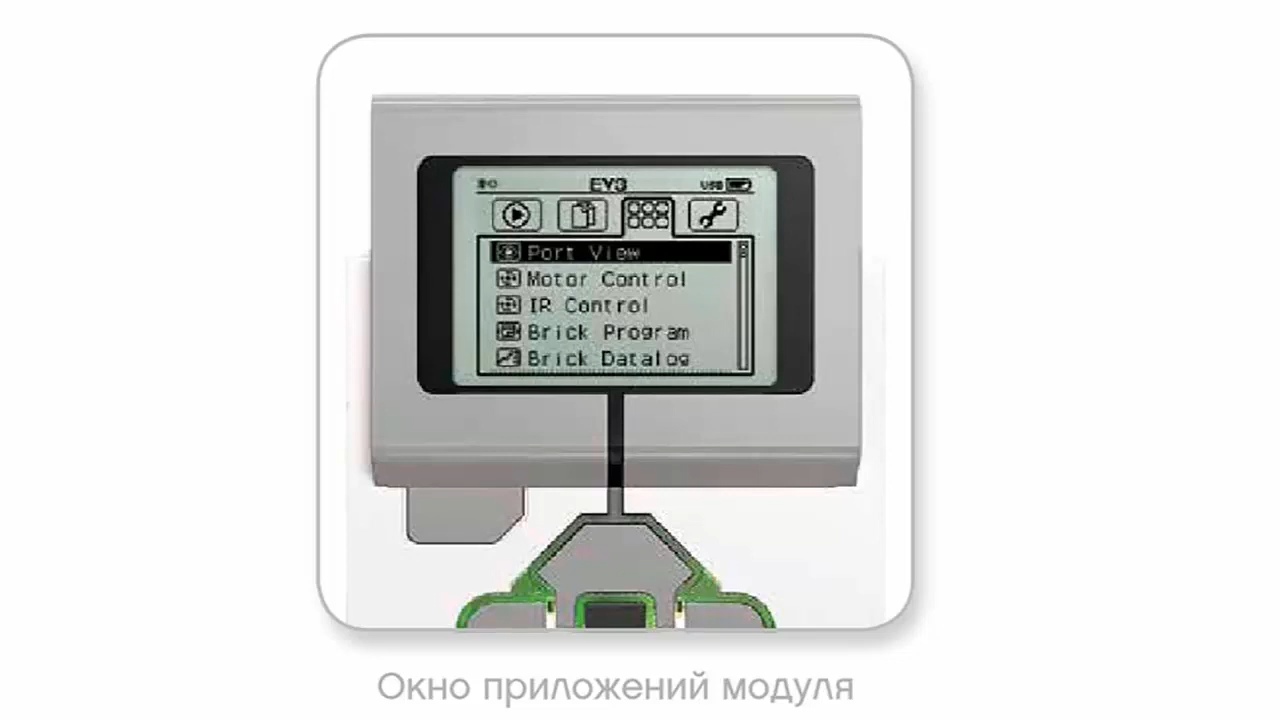 EV3
USB
Port View
Motor Control
IR Control
Brick Program
Brick Datalog
Окно приложений модуля